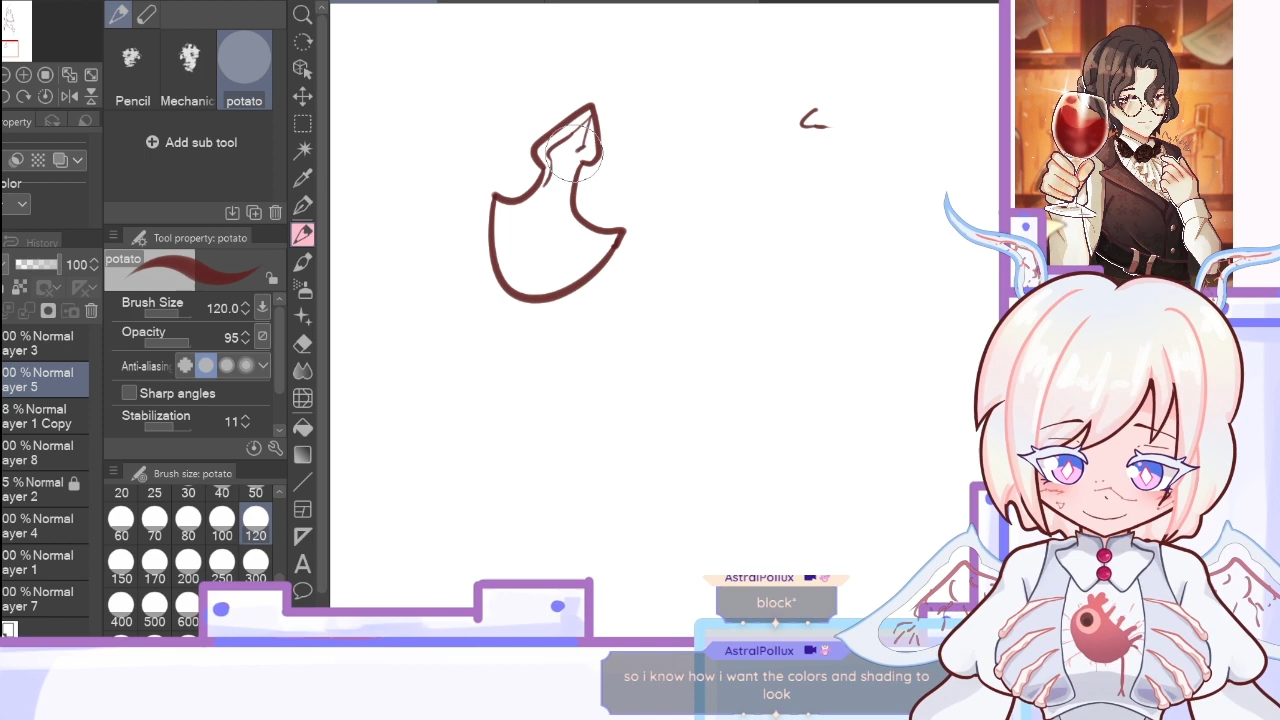 Pencil
Mechanic
potato
Add sub tool
roperty
olor
History
Tool property: potato
100
potato
Brush Size
120.0
Opacity
95
Anti-aliasing
Sharp angles
Stabilization
11
00 % Normal
ayer 3
00 % Normal
ayer 5
8 % Normal
ayer 1 Copy
00 % Normal
ayer 8
5 % Normal
ayer 2
00 % Normal
ayer 4
00 % Normal
ayer 1
00 % Normal
ayer 7
Brush size: potato
20 25 30 40 50
60 70 80 100 120
150 170 200 250 300
400 500 600
A
AstralPollux
block*
AstralPollux
so i know how i want the colors and shading to
look